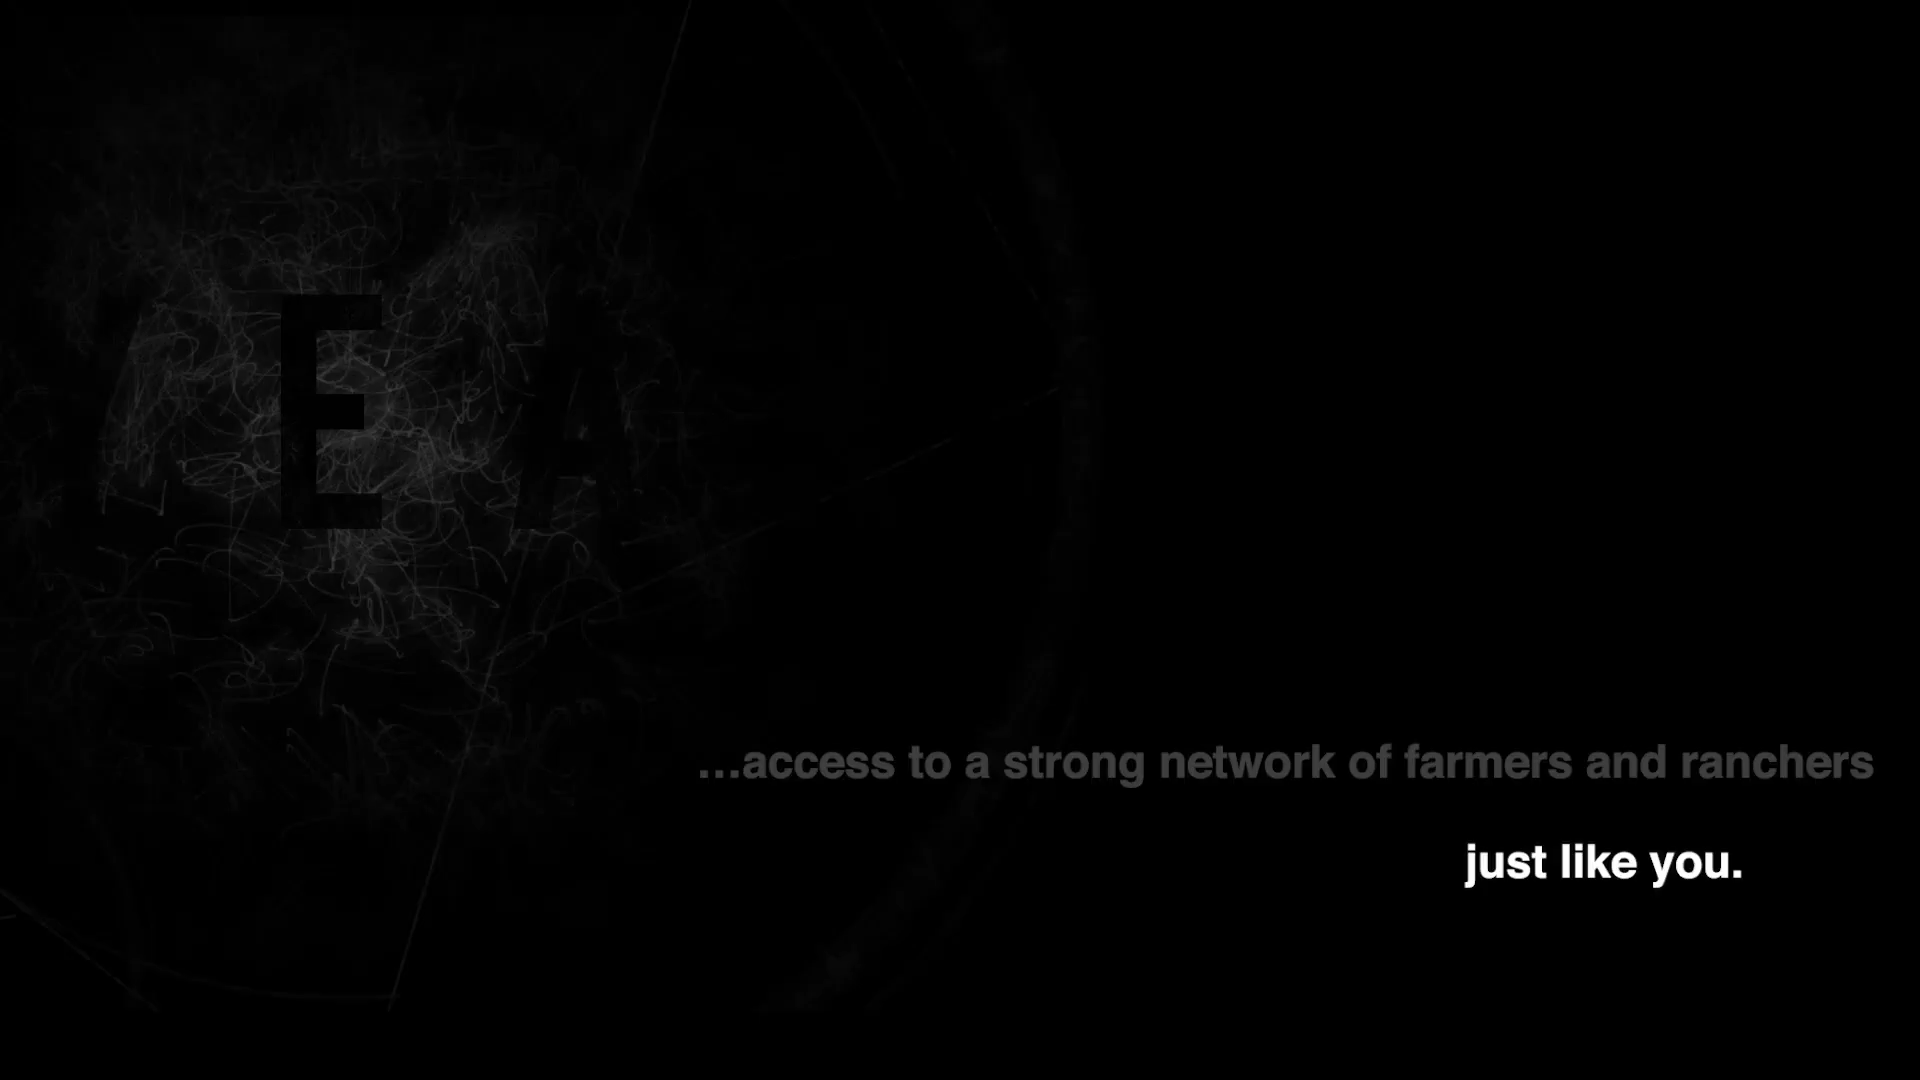 E A
…access to a strong network of farmers and ranchers
just like you.